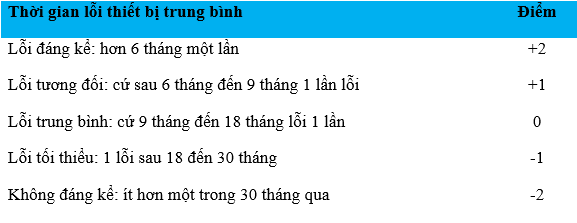 Thời gian lỗi thiết bị trung bình Điểm
Lỗi đáng kể: hơn 6 tháng một lần +2
Lỗi tương đối: cứ sau 6 tháng đến 9 tháng 1 lần lỗi +1
Lỗi trung bình: cứ 9 tháng đến 18 tháng lỗi 1 lần 0
Lỗi tối thiểu: 1 lỗi sau 18 đến 30 tháng -1
Không đáng kể: ít hơn một trong 30 tháng qua -2